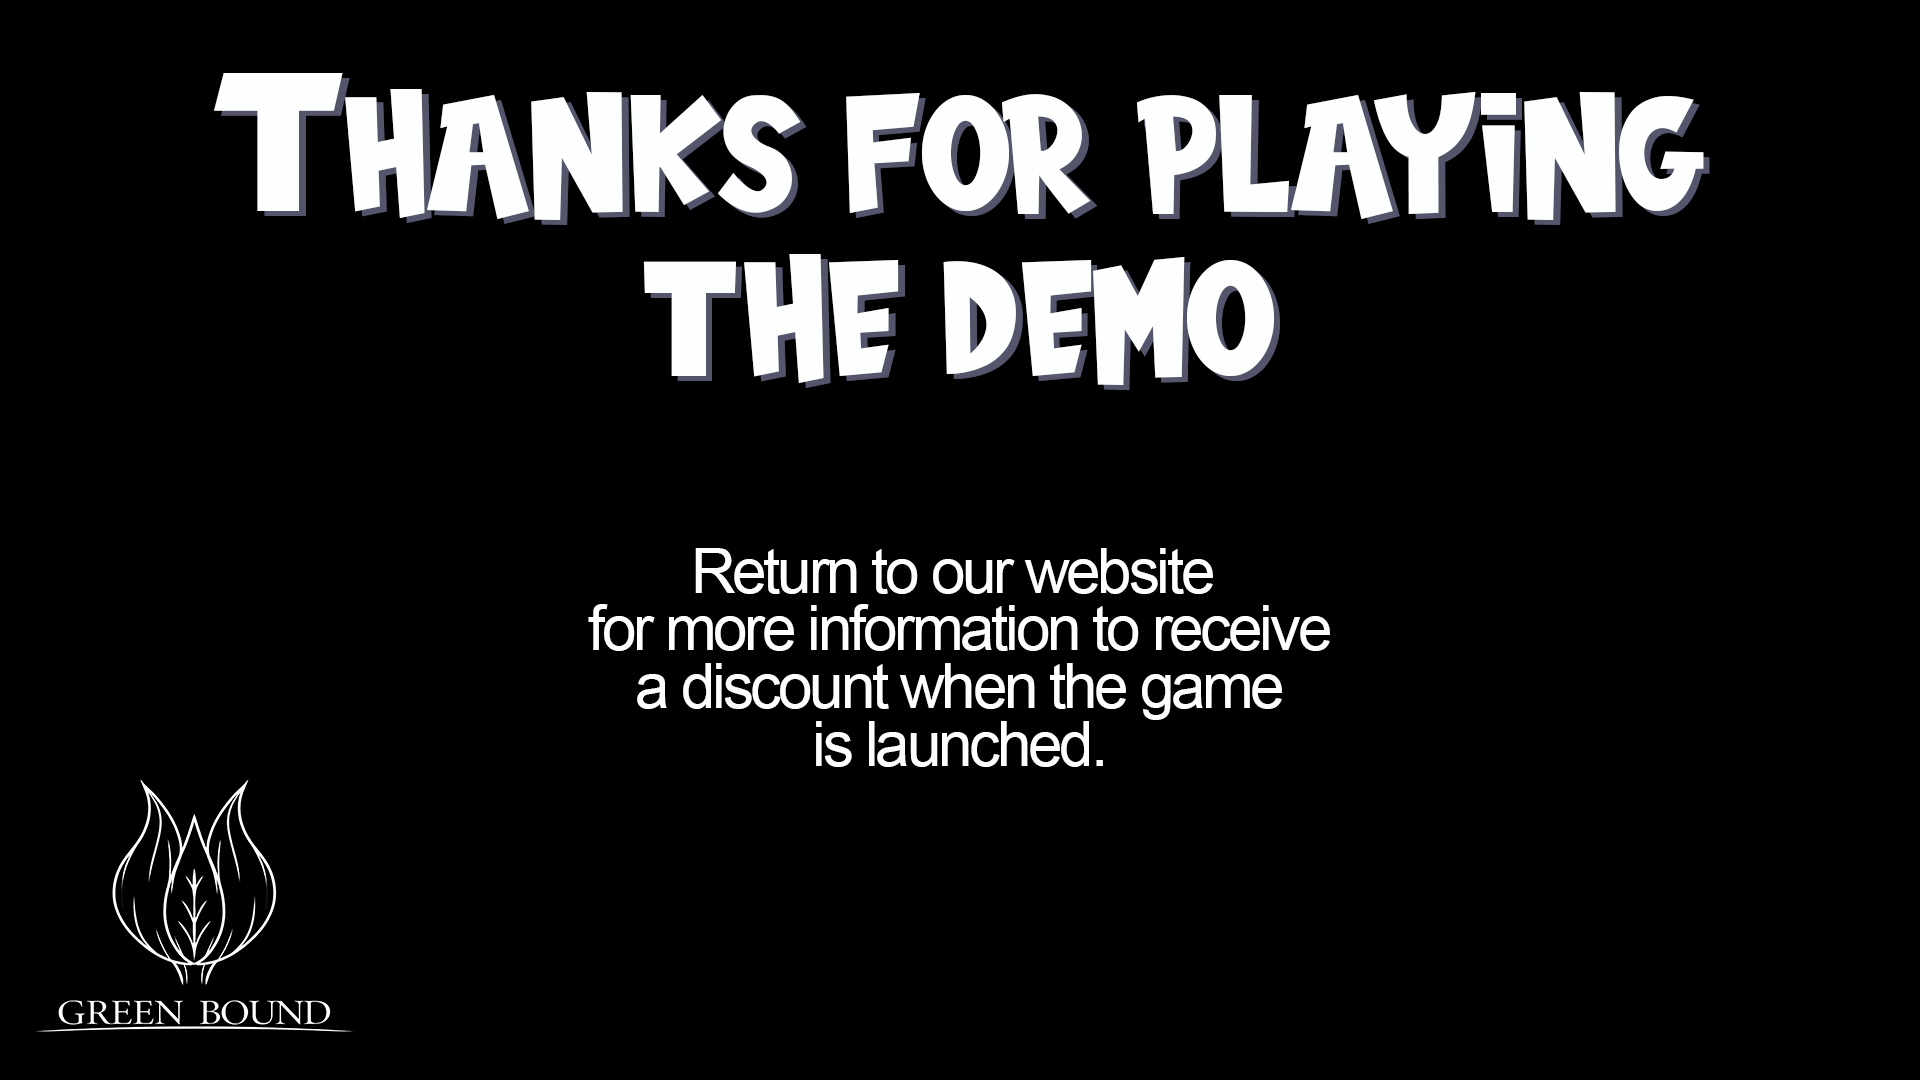 Thanks for playing
the demo
Return to our website
for more information to receive
a discount when the game
is launched.
GREEN BOUND